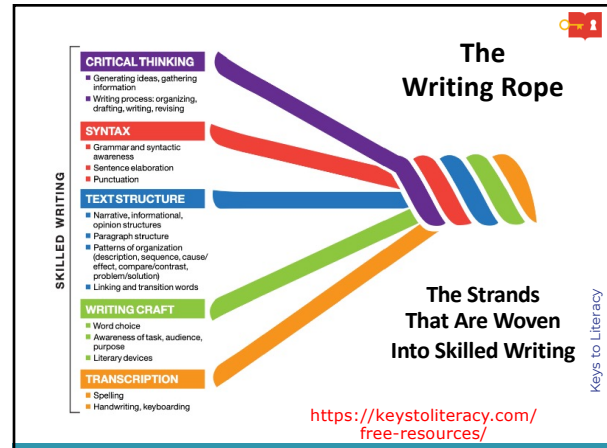 The
Writing Rope
SKILLED WRITING
CRITICAL THINKING
■ Generating ideas, gathering
information
■ Writing process: organizing,
drafting, writing, revising
SYNTAX
■ Grammar and syntactic
awareness
■ Sentence elaboration
■ Punctuation
TEXT STRUCTURE
■ Narrative, informational,
opinion structures
■ Paragraph structure
■ Patterns of organization
(description, sequence, cause/
effect, compare/contrast,
problem/solution)
■ Linking and transition words
WRITING CRAFT
■ Word choice
■ Awareness of task, audience,
purpose
■ Literary devices
TRANSCRIPTION
■ Spelling
■ Handwriting, keyboarding
The Strands
That Are Woven
Into Skilled Writing
Keys to Literacy
https://keystoliteracy.com/
free-resources/